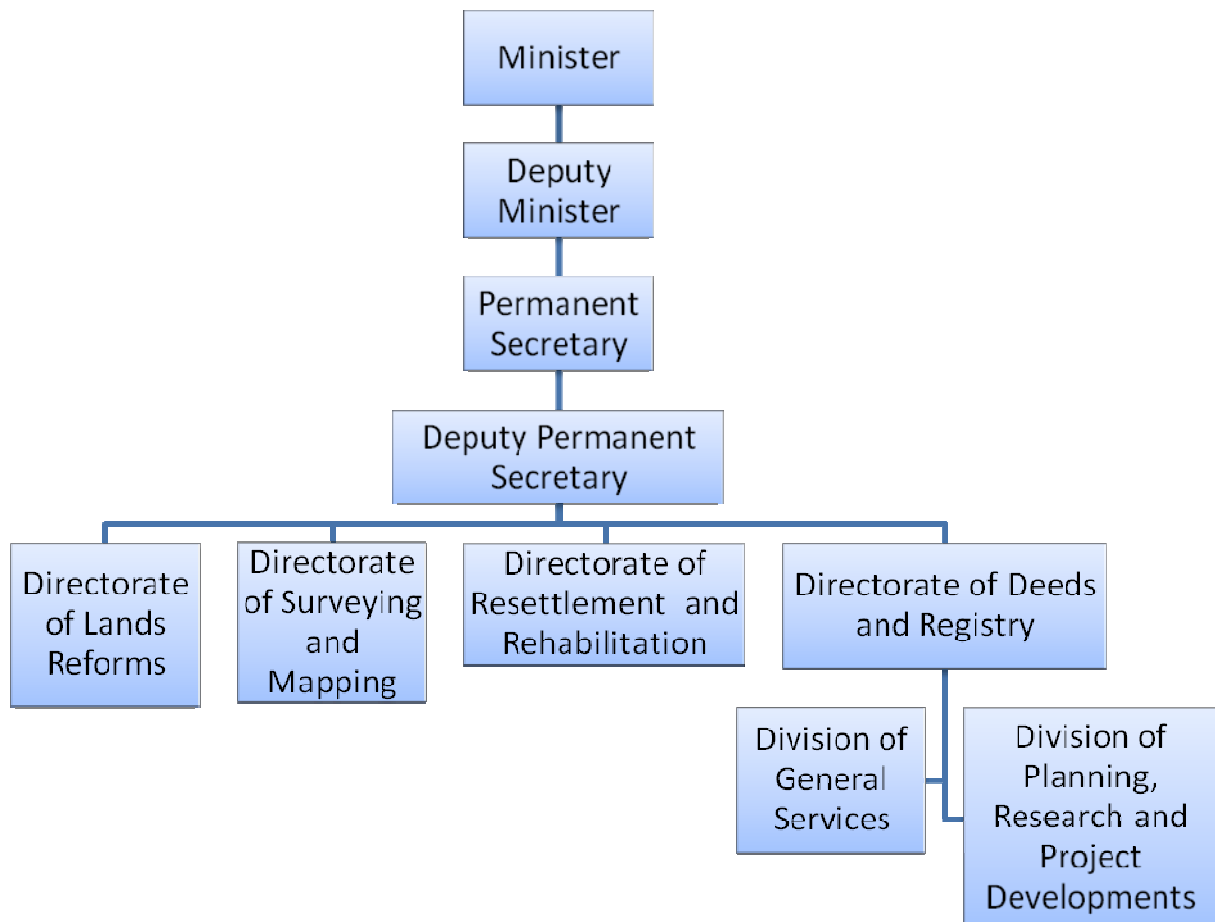 Minister
Deputy
Minister
Permanent
Secretary
Deputy Permanent
Secretary
Directorate
of Lands
Reforms
Directorate
of Surveying
and
Mapping
Directorate of
Resettlement and
Rehabilitation
Directorate of Deeds
and Registry
Division of
General
Services
Division of
Planning,
Research and
Project
Developments